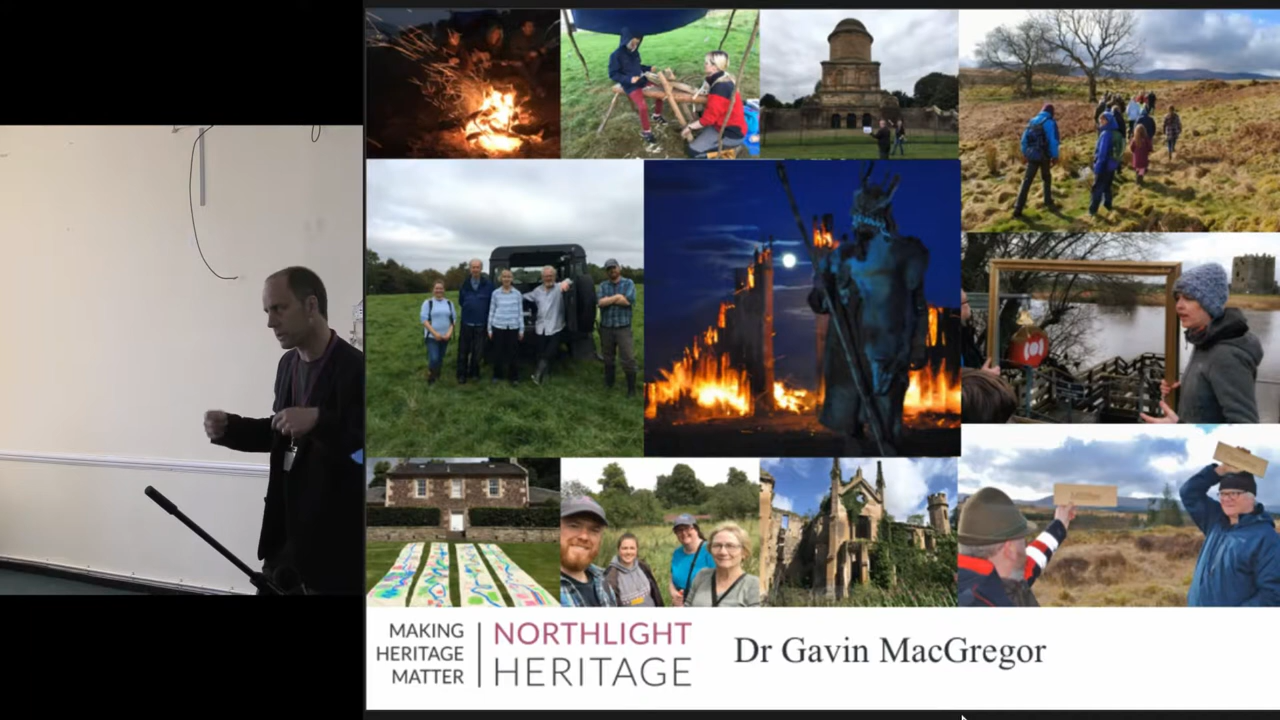 MAKING
HERITAGE
MATTER
NORTHLIGHT
HERITAGE
Dr Gavin MacGregor